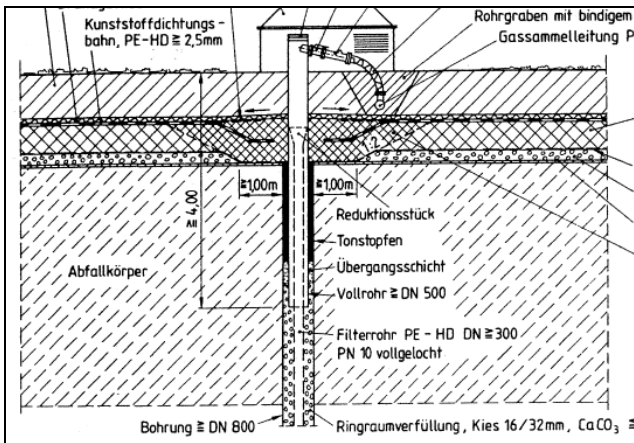 Kunststoffdichtungs-
bahn, PE-HD ≧ 2,5mm
Rohrgraben mit bindigem
Gassammelleitung P
1:2
≧1,00m
≧1,00m
≧ 4,00
Reduktionsstück
Tonstopfen
Abfallkörper
Übergangsschicht
Vollrohr ≧ DN 500
Filterrohr PE - HD DN ≧ 300
PN 10 vollgelocht
Bohrung ≧ DN 800
Ringraumverfüllung, Kies 16/32mm, CaCO₃ ≧